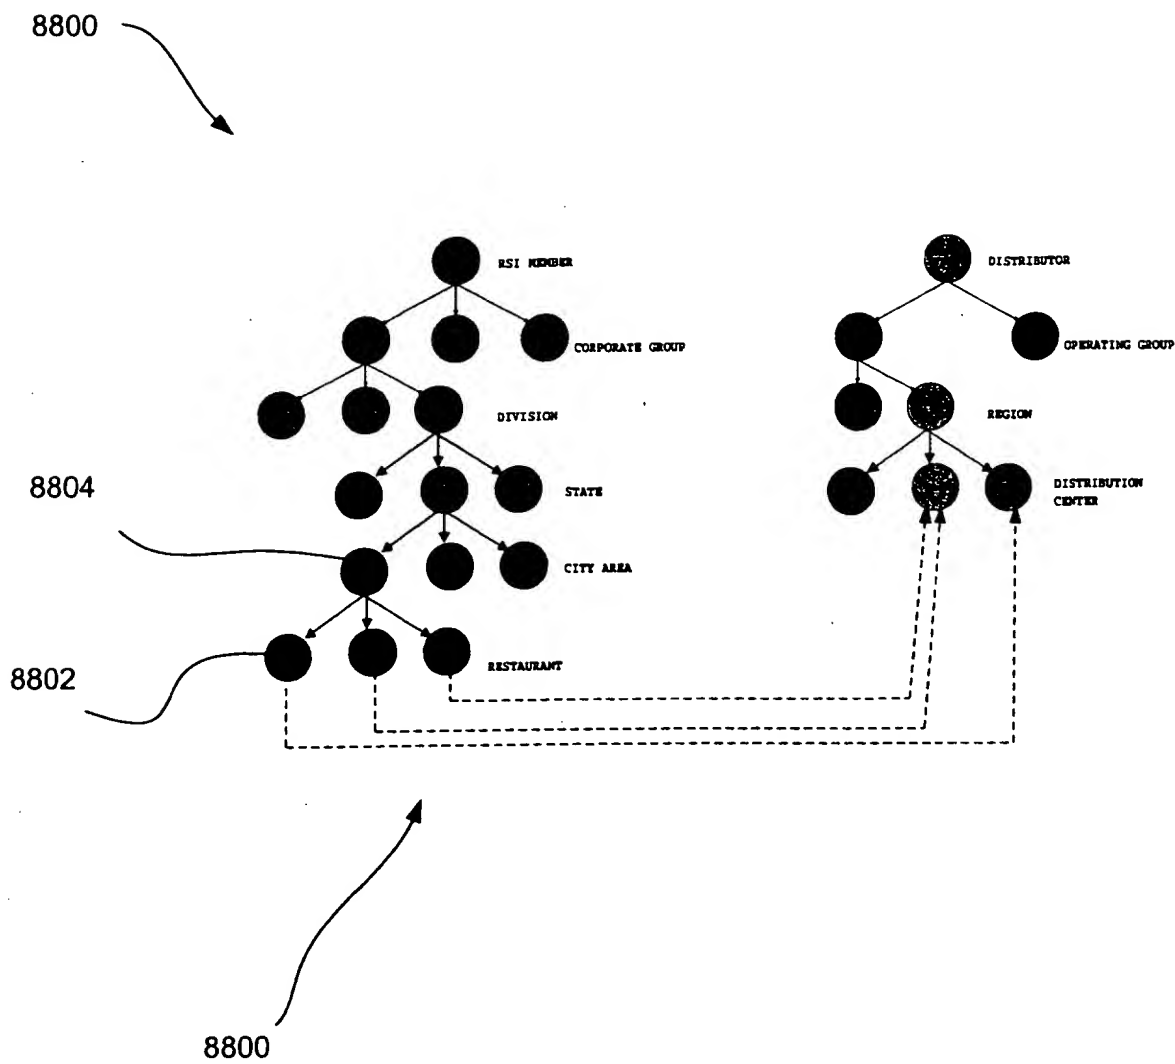 8800
RSI MEMBER
DISTRIBUTOR
CORPORATE GROUP
OPERATING GROUP
DIVISION
REGION
8804
STATE
DISTRIBUTION
CENTER
CITY AREA
RESTAURANT
8802
8800